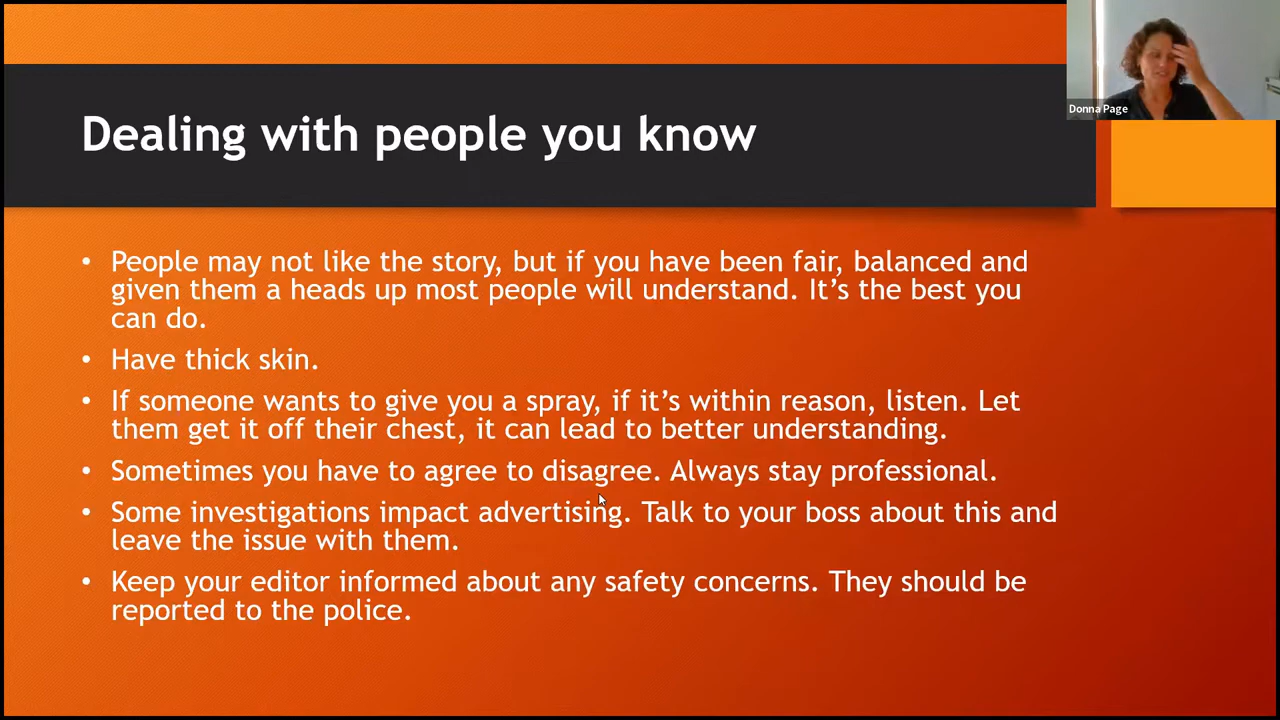 Donna Page
Dealing with people you know
• People may not like the story, but if you have been fair, balanced and
given them a heads up most people will understand. It’s the best you
can do.
• Have thick skin.
• If someone wants to give you a spray, if it’s within reason, listen. Let
them get it off their chest, it can lead to better understanding.
• Sometimes you have to agree to disagree. Always stay professional.
• Some investigations impact advertising. Talk to your boss about this and
leave the issue with them.
• Keep your editor informed about any safety concerns. They should be
reported to the police.